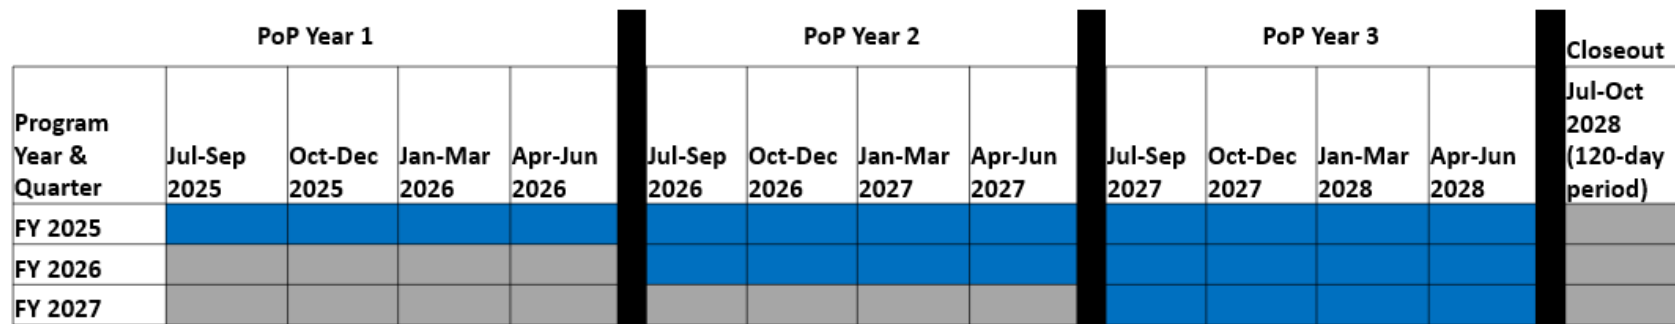 PoP Year 1
PoP Year 2
PoP Year 3
Closeout
Program
Year &
Quarter
Jul-Sep
2025
Oct-Dec
2025
Jan-Mar
2026
Apr-Jun
2026
Jul-Sep
2026
Oct-Dec
2026
Jan-Mar
2027
Apr-Jun
2027
Jul-Sep
2027
Oct-Dec
2027
Jan-Mar
2028
Apr-Jun
2028
Jul-Oct
2028
(120-day
period)
FY 2025
FY 2026
FY 2027